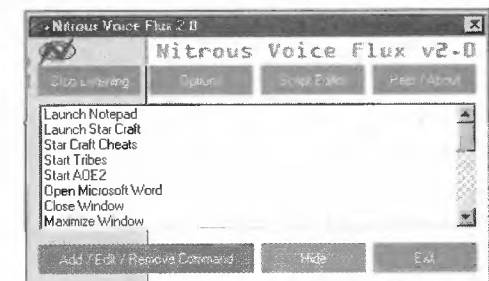 Nitrous Voice Flux 2.0
Nitrous Voice Flux v2.0
Stop Listening Options Script Editor Help / About
Launch Notepad
Launch Star Craft
Star Craft Cheats
Start Tribes
Start AOE2
Open Microsoft Word
Close Window
Maximize Window
Add / Edit / Remove Command Hide Exit